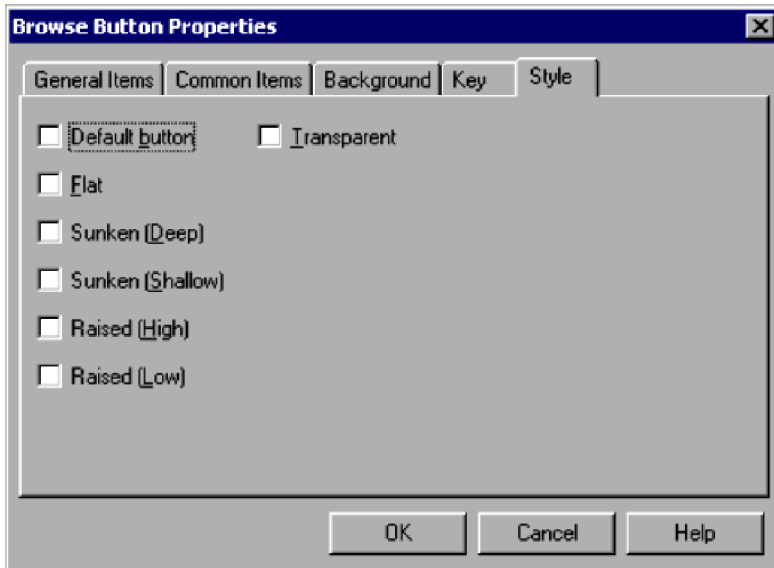 Browse Button Properties
General Items Common Items Background Key Style
Default button Transparent
Flat
Sunken (Deep)
Sunken (Shallow)
Raised (High)
Raised (Low)
OK Cancel Help